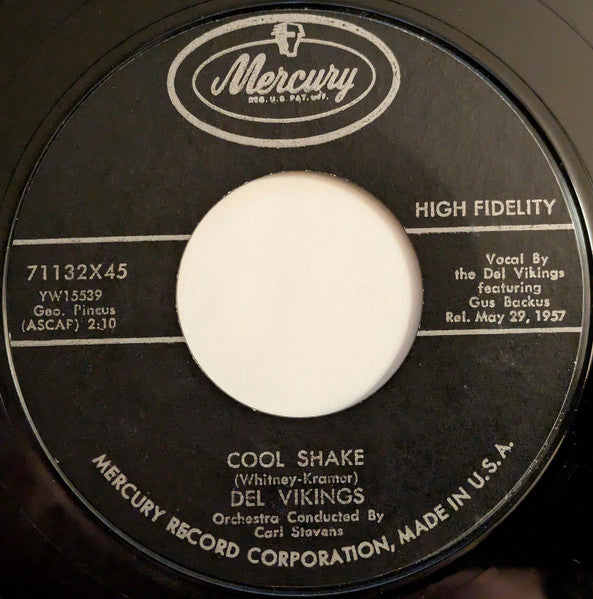 Mercury
REG. U.S. PAT. OFF.
HIGH FIDELITY
71132X45
YW15539
Geo. Pincus
(ASCAP) 2:10
Vocal By
the Del Vikings
featuring
Gus Backus
Rel. May 29, 1957
COOL SHAKE
(Whitney-Kramer)
DEL VIKINGS
Orchestra Conducted By
Carl Stevens
MERCURY RECORD CORPORATION, MADE IN U.S.A.